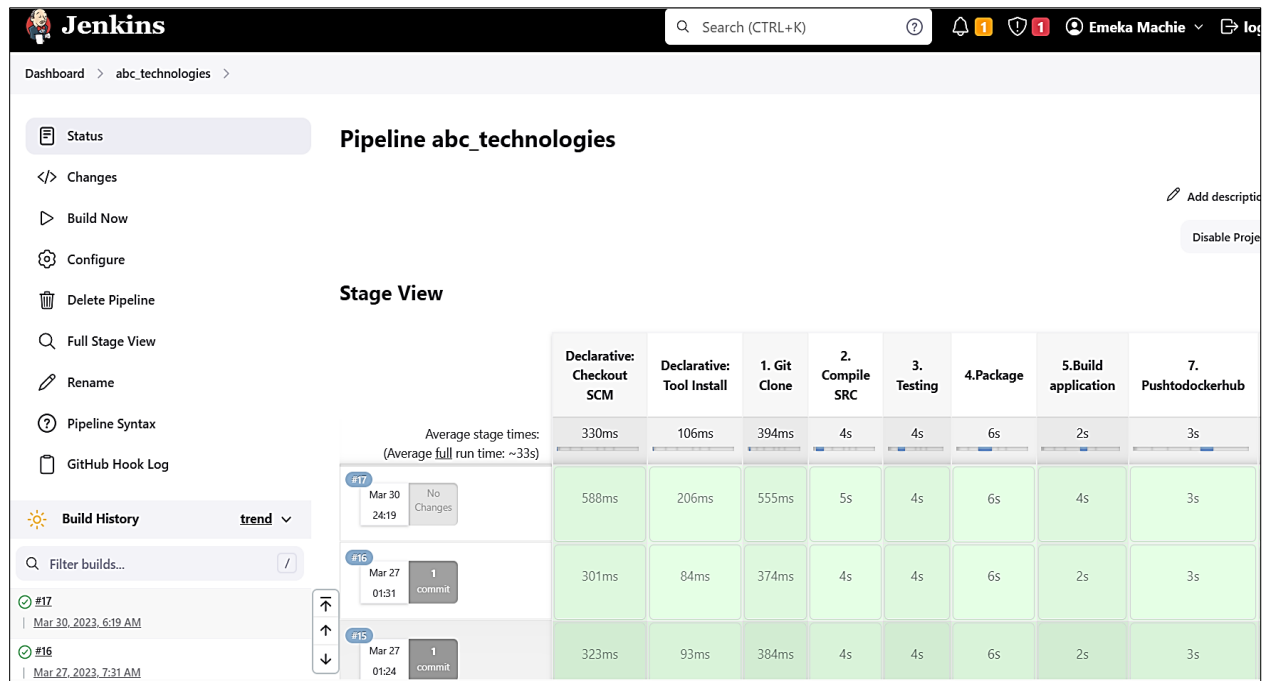 Jenkins
Search (CTRL+K)
1
1
Emeka Machie
log
Dashboard
abc_technologies
Status
Changes
Build Now
Configure
Delete Pipeline
Full Stage View
Rename
Pipeline Syntax
GitHub Hook Log
Build History
trend
Filter builds...
/
#17
Mar 30, 2023, 6:19 AM
#16
Mar 27, 2023, 7:31 AM
Pipeline abc_technologies
Add descriptio
Disable Proje
Stage View
Declarative:
Checkout
SCM
Declarative:
Tool Install
1. Git
Clone
2.
Compile
SRC
3.
Testing
4.Package
5.Build
application
7.
Pushtodockerhub
Average stage times:
(Average full run time: ~33s)
330ms
106ms
394ms
4s
4s
6s
2s
3s
#17
Mar 30
24:19
No
Changes
588ms
206ms
555ms
5s
4s
6s
4s
3s
#16
Mar 27
01:31
1
commit
301ms
84ms
374ms
4s
4s
6s
2s
3s
#15
Mar 27
01:24
1
commit
323ms
93ms
384ms
4s
4s
6s
2s
3s